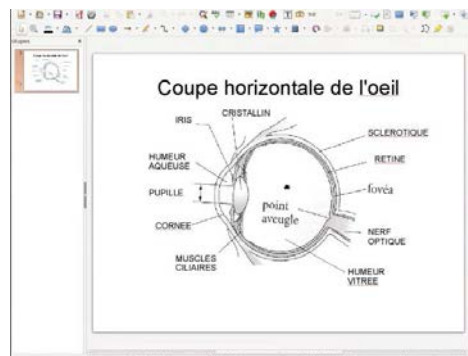 Coupe horizontale de l'oeil
CRISTALLIN
IRIS
SCLEROTIQUE
HUMEUR
AQUEUSE
RETINE
fovéa
PUPILLE
point
aveugle
CORNEE
NERF
OPTIQUE
MUSCLES
CILIAIRES
HUMEUR
VITREE